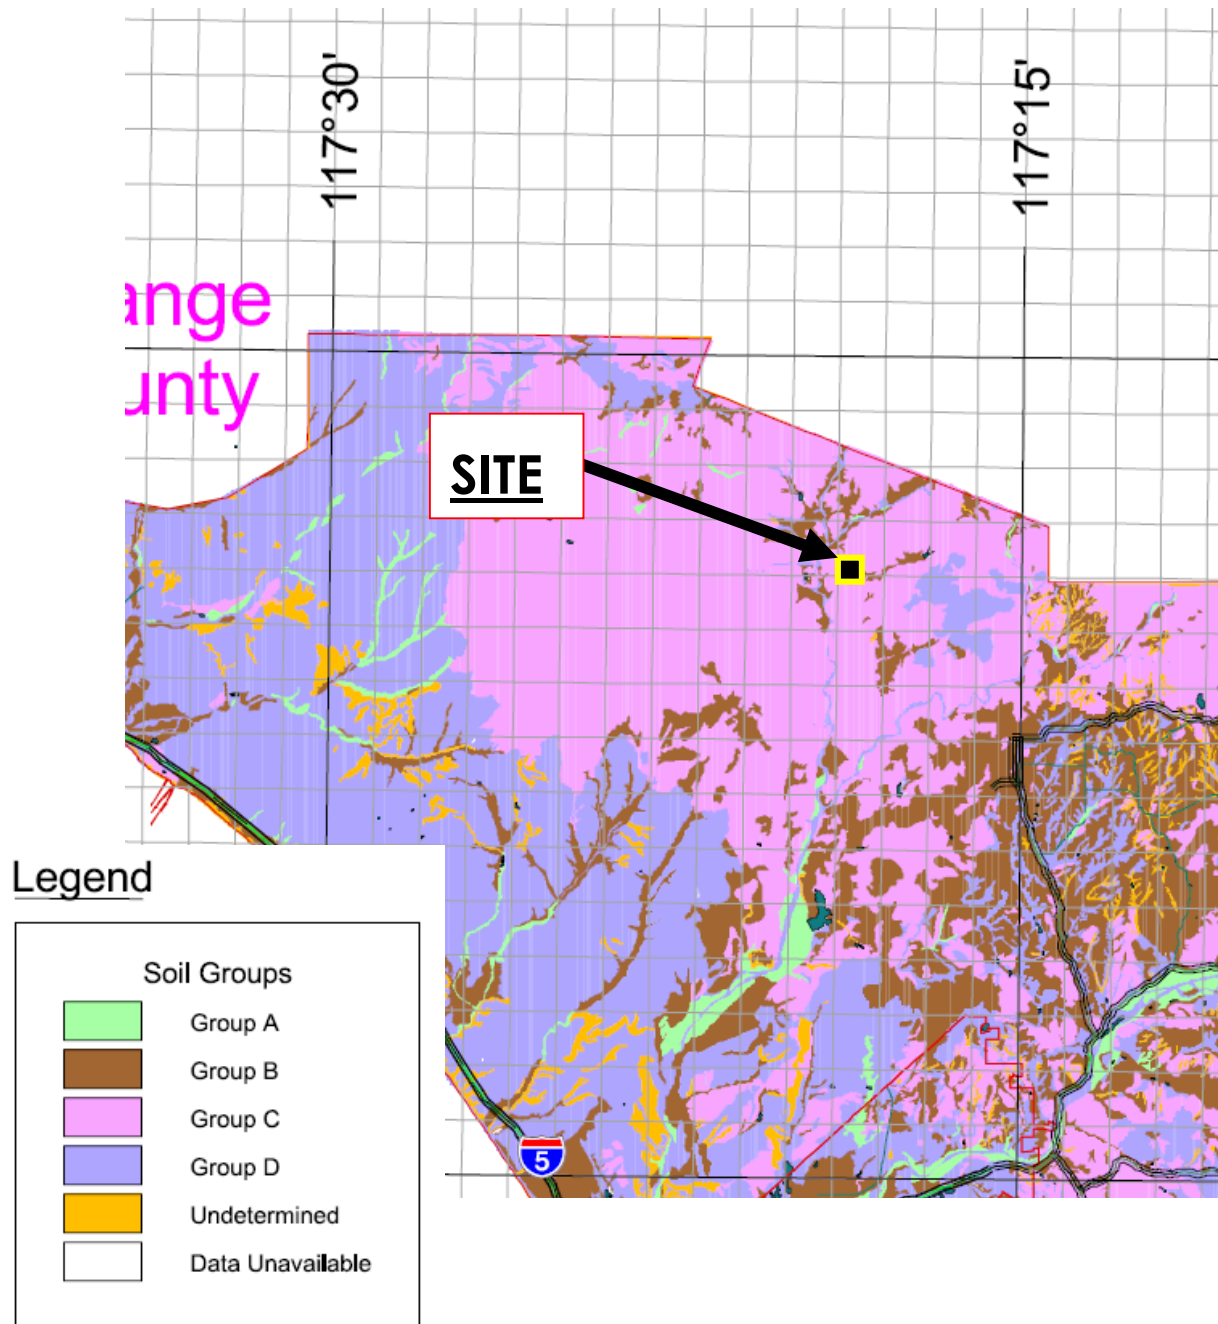 117°30'
117°15'
ange
unty
SITE
Legend
Soil Groups
Group A
Group B
Group C
Group D
Undetermined
Data Unavailable
5